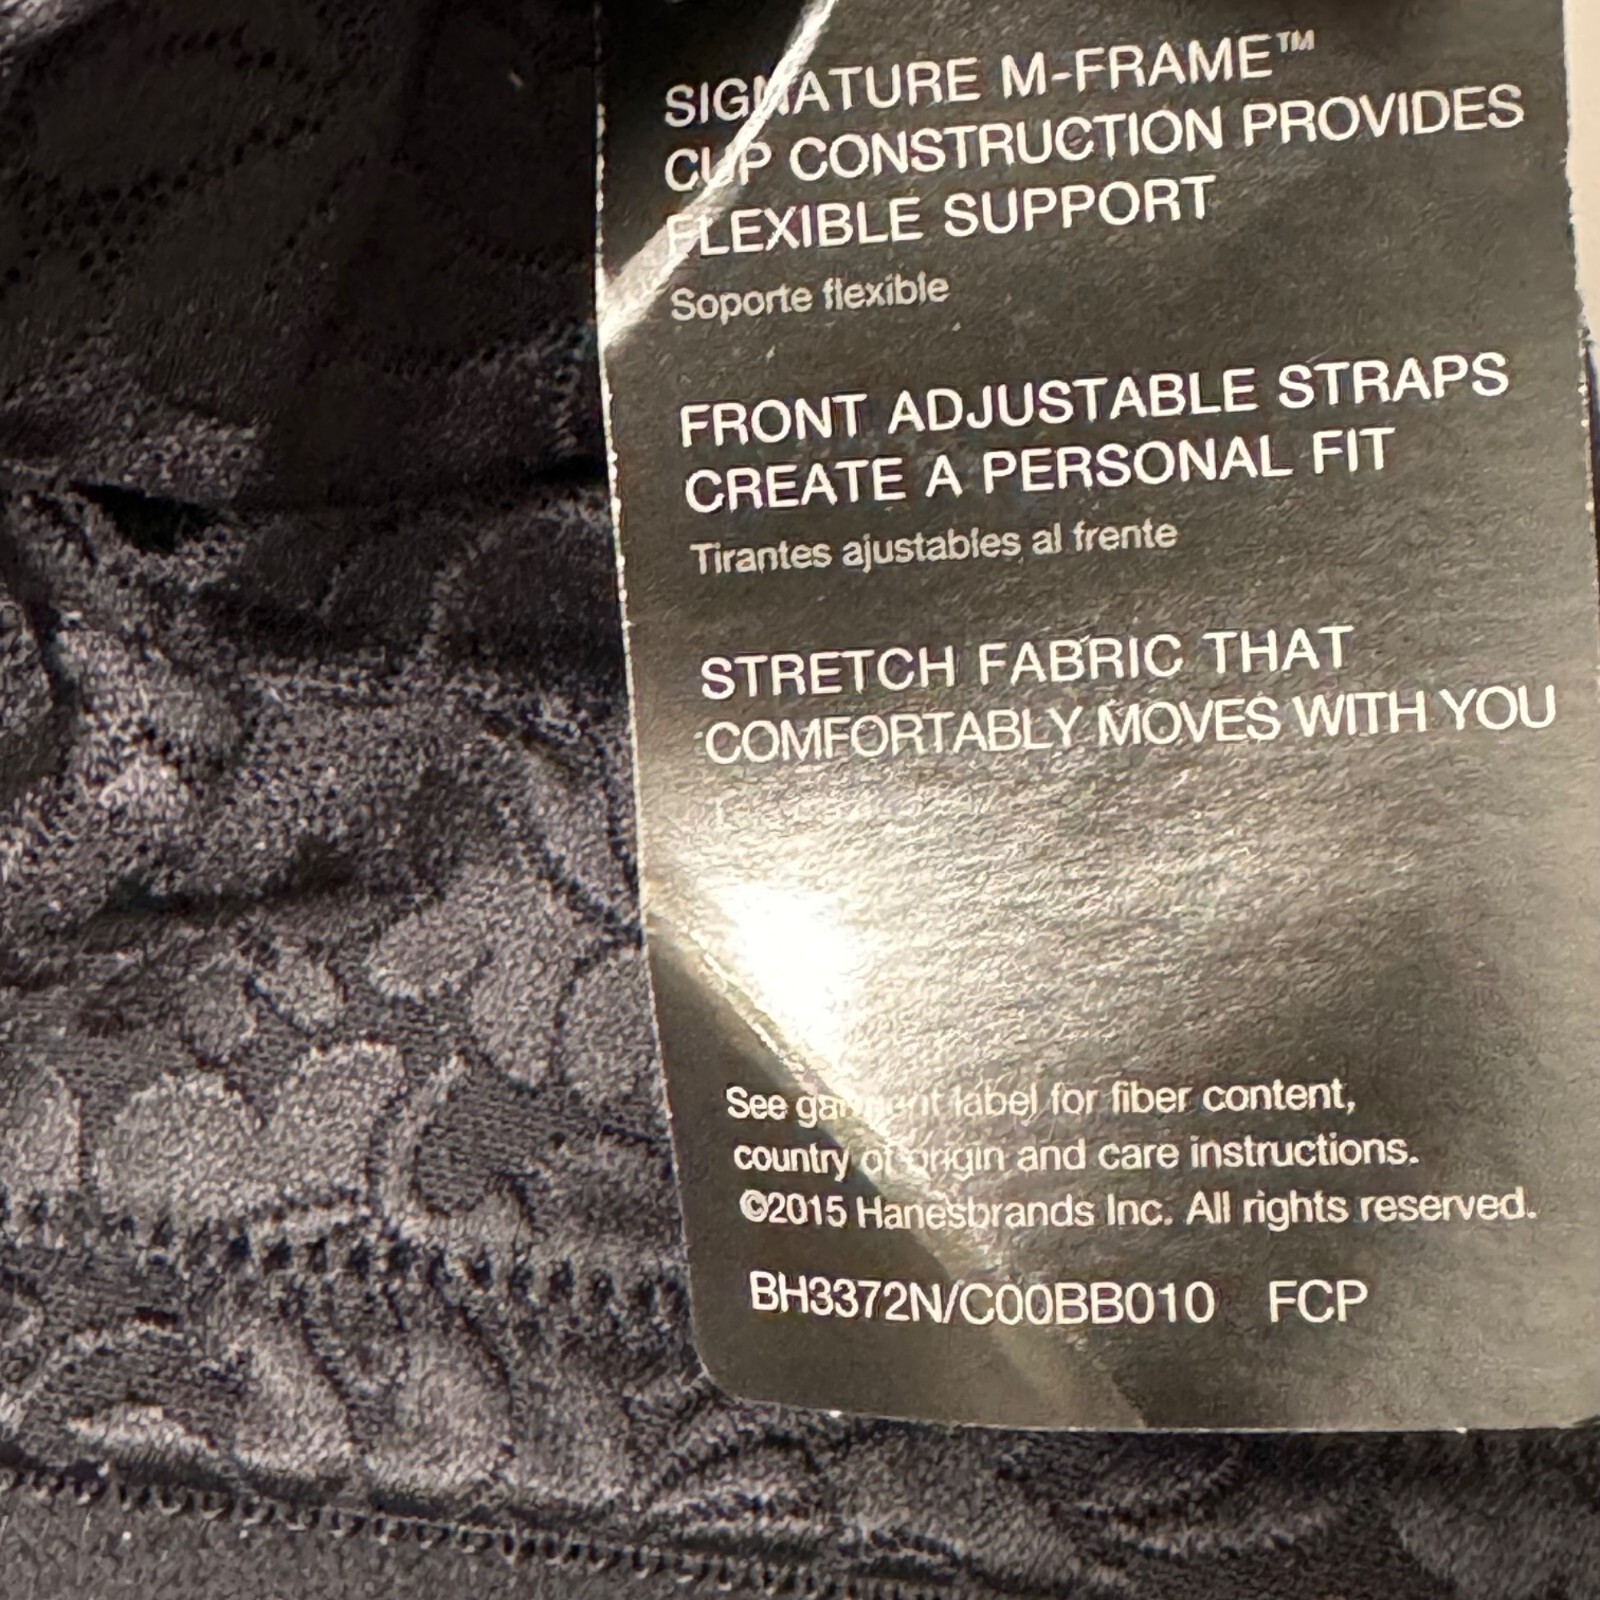 SIGNATURE M-FRAME™
CUP CONSTRUCTION PROVIDES
FLEXIBLE SUPPORT
Soporte flexible
FRONT ADJUSTABLE STRAPS
CREATE A PERSONAL FIT
Tirantes ajustables al frente
STRETCH FABRIC THAT
COMFORTABLY MOVES WITH YOU
See garment label for fiber content,
country of origin and care instructions.
©2015 Hanesbrands Inc. All rights reserved.
BH3372N/C00BB010 FCP